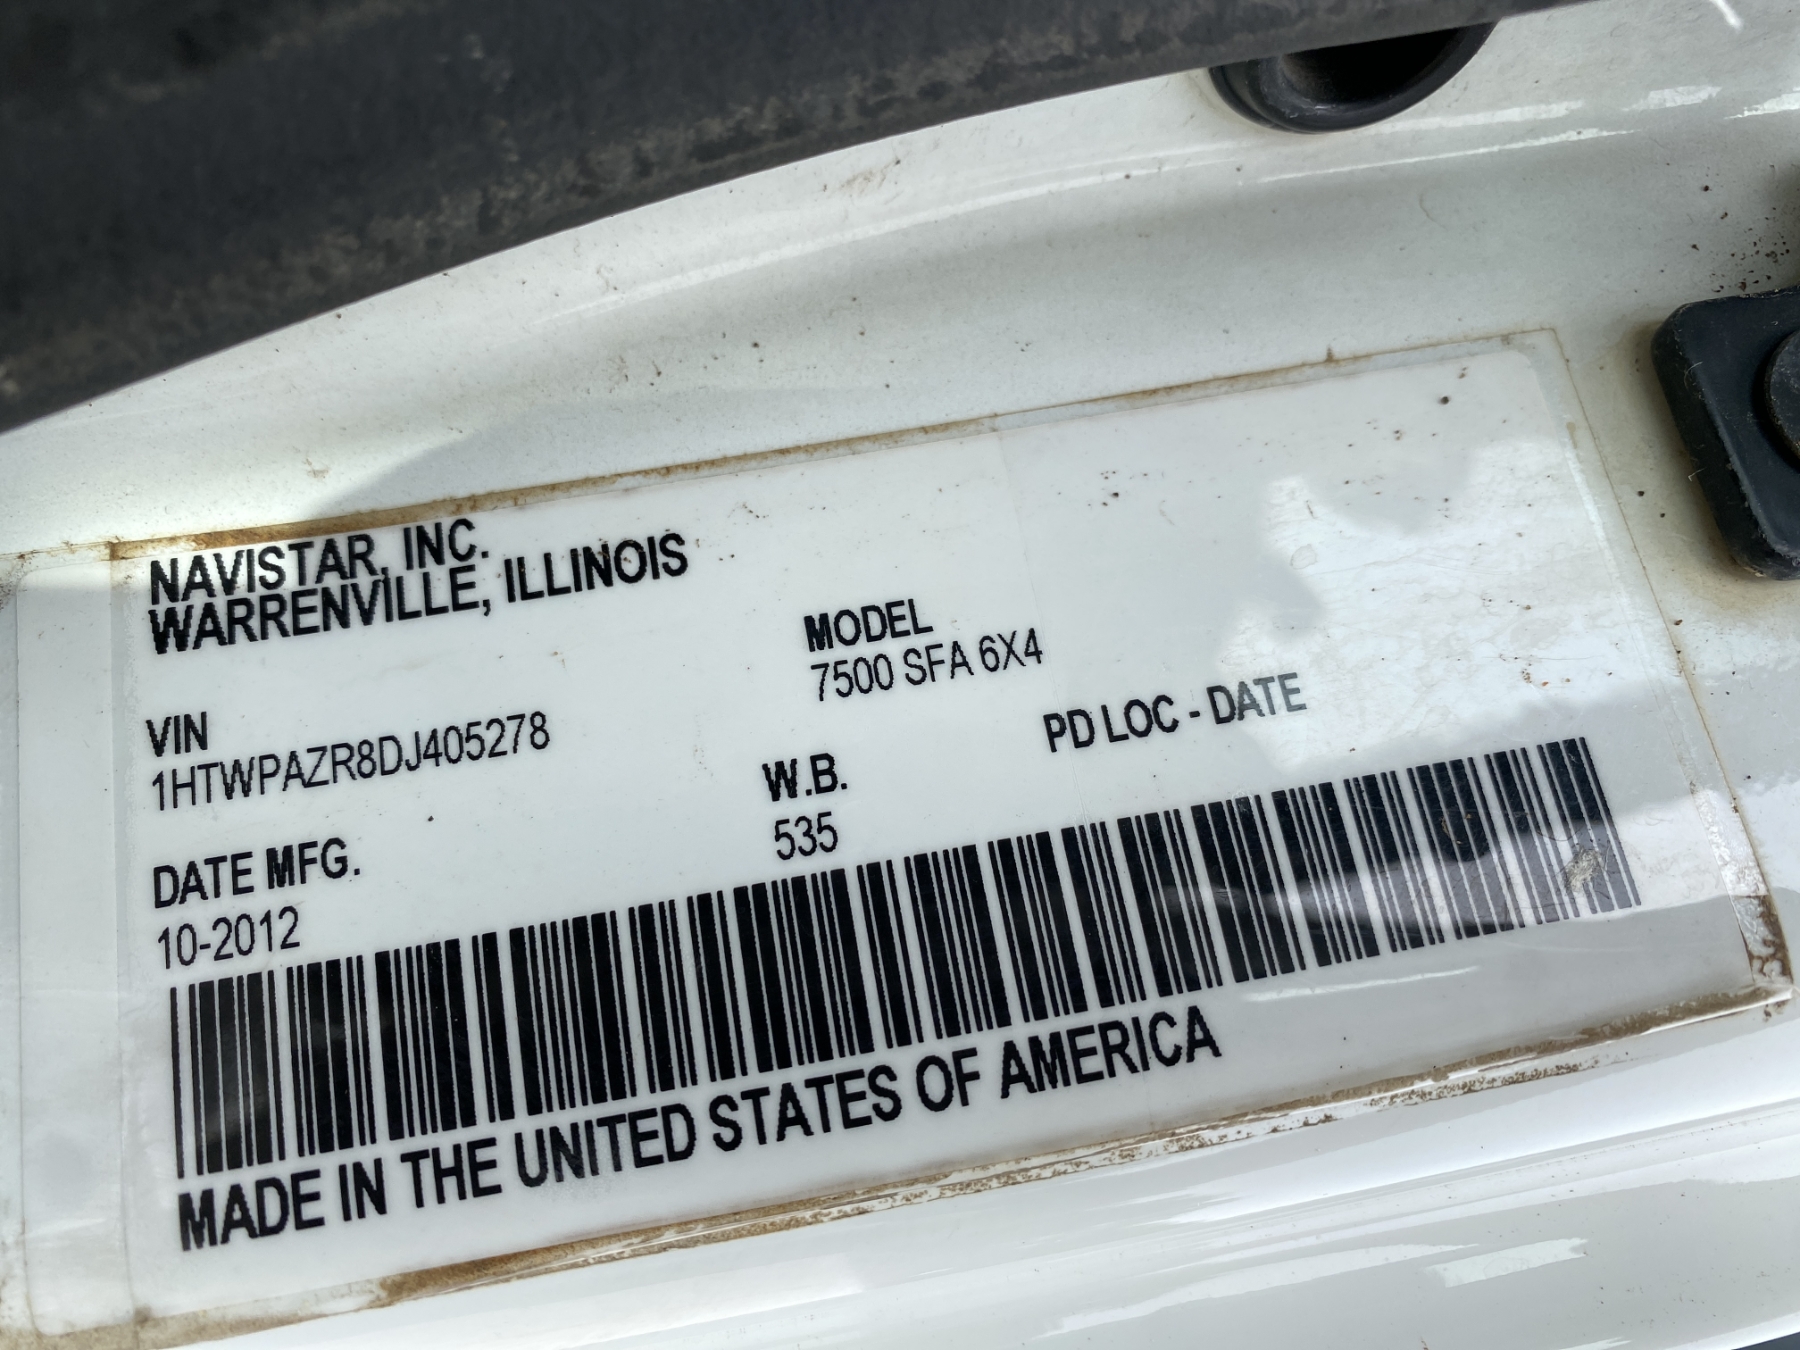 NAVISTAR, INC.
WARRENVILLE, ILLINOIS
MODEL
7500 SFA 6X4
VIN
1HTWPAZR8DJ405278
W.B.
535
PD LOC - DATE
DATE MFG.
10-2012
MADE IN THE UNITED STATES OF AMERICA